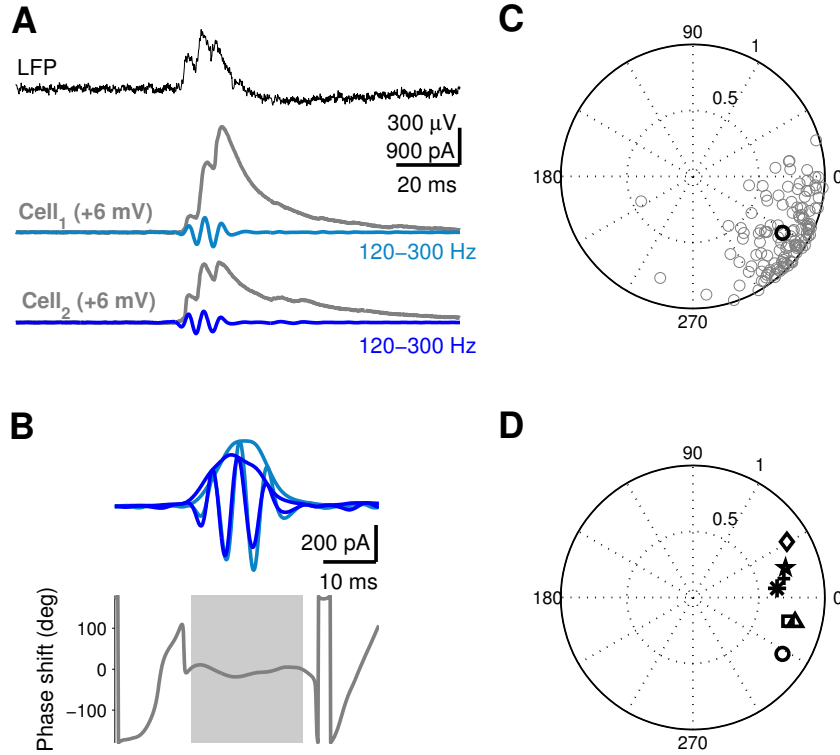 A
LFP
300 μV
900 pA
20 ms
Cell1 (+6 mV)
120−300 Hz
Cell2 (+6 mV)
120−300 Hz
B
200 pA
10 ms
Phase shift (deg)
100
0
−100
C
90
1
0.5
180
0
270
D
90
1
0.5
180
0
270